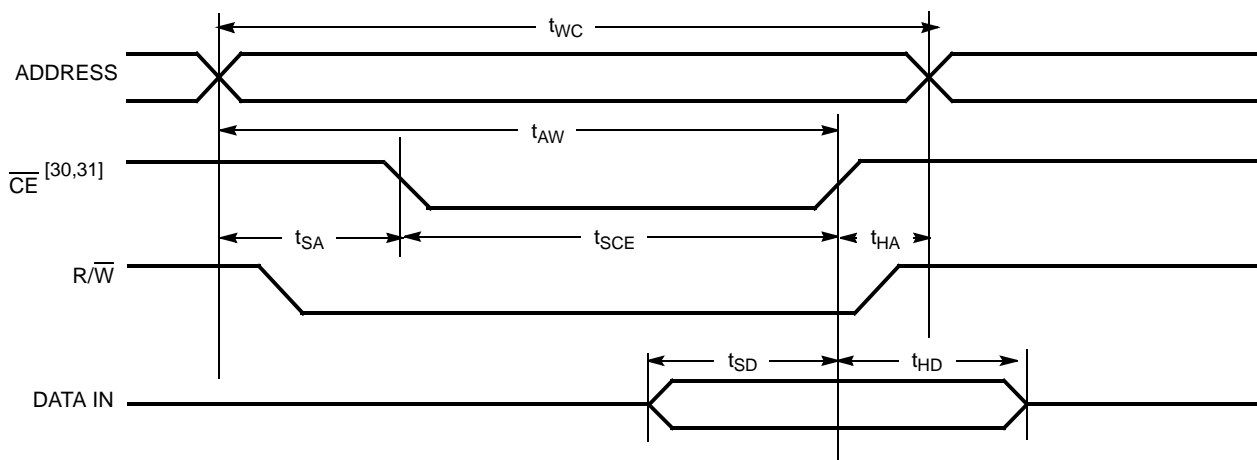 tWC
ADDRESS
tAW
CE [30,31]
tSA tSCE tHA
R/W
tSD tHD
DATA IN